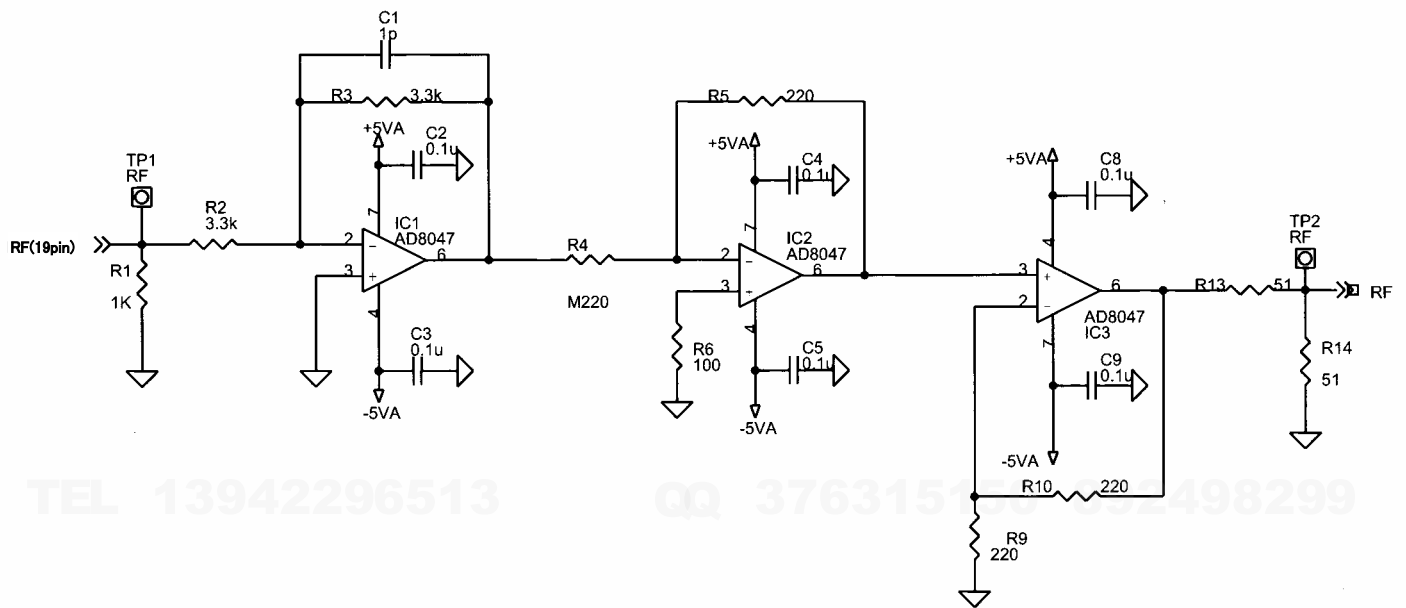 C1
1p
R3 3.3k
+5VA
C2
0.1u
TP1
RF
R2
3.3k
7
IC1
AD8047
RF(19pin)
2
6
3
R1
1K
4
C3
0.1u
-5VA
R5 220
+5VA
C4
0.1u
7
IC2
AD8047
R4
M220
2
6
3
4
R6
100
C5
0.1u
-5VA
+5VA
C8
0.1u
4
3
6
2
AD8047
IC3
7
C9
0.1u
-5VA
R10 220
R9
220
TP2
RF
R13 51
RF
R14
51
TEL 13942296513
QQ 376315150 892498299